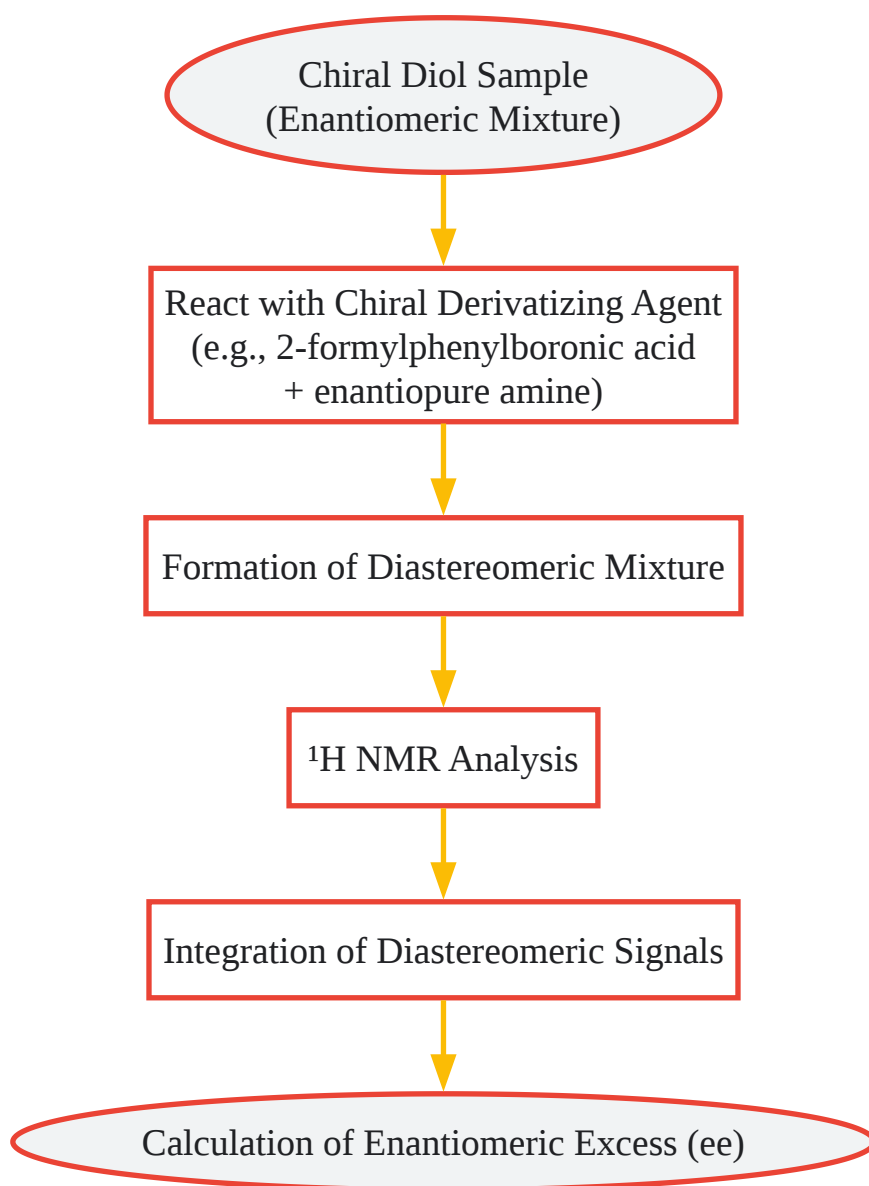 Chiral Diol Sample
(Enantiomeric Mixture)
React with Chiral Derivatizing Agent
(e.g., 2-formylphenylboronic acid
+ enantiopure amine)
Formation of Diastereomeric Mixture
¹H NMR Analysis
Integration of Diastereomeric Signals
Calculation of Enantiomeric Excess (ee)